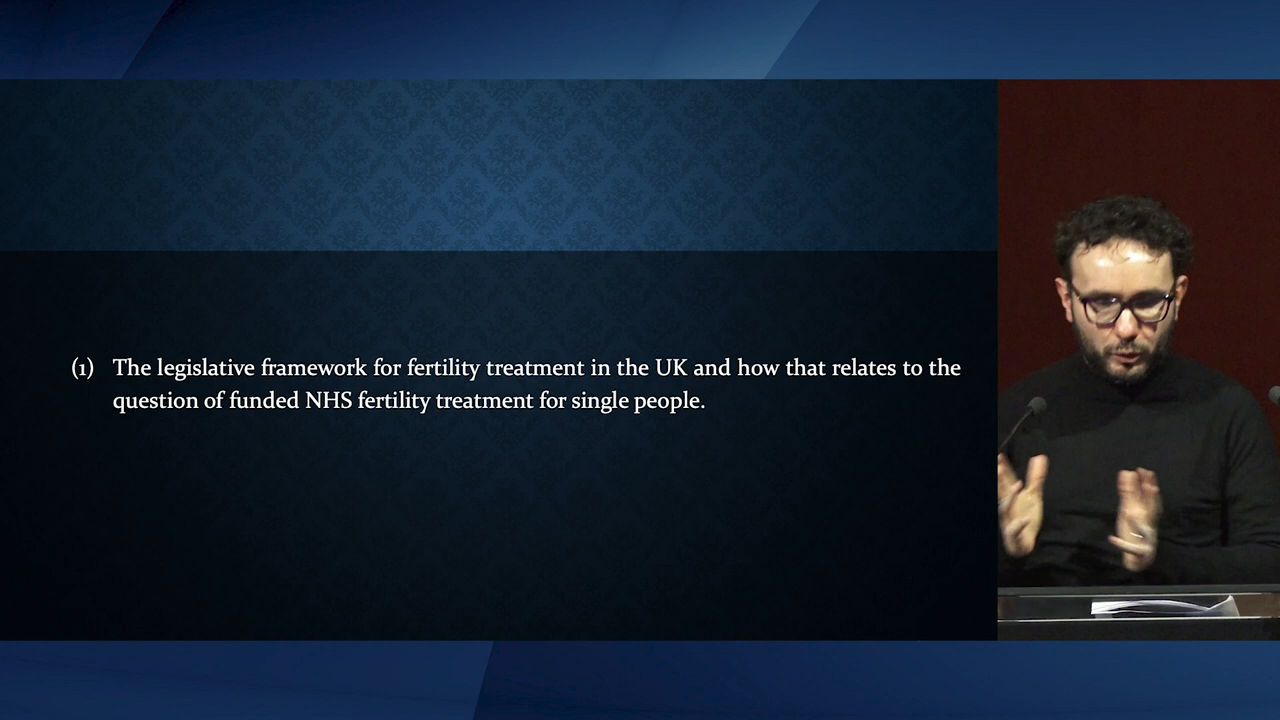 (1) The legislative framework for fertility treatment in the UK and how that relates to the
question of funded NHS fertility treatment for single people.